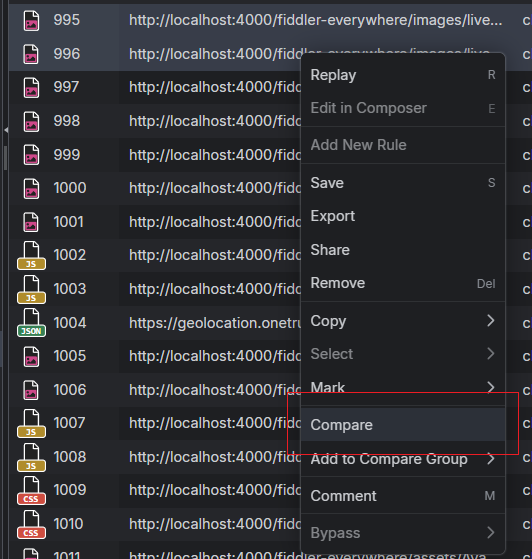 995 http://localhost:4000/fiddler-everywhere/images/live...
996 http://localhost:4000/fiddler-everywhere/images/live...
997 http://localhost:4000/fidd
998 http://localhost:4000/fidd
999 http://localhost:4000/fidd
1000 http://localhost:4000/fidd
1001 http://localhost:4000/fidd
JS 1002 http://localhost:4000/fidd
JS 1003 http://localhost:4000/fidd
JSON 1004 https://geolocation.onetru
1005 http://localhost:4000/fidd
1006 http://localhost:4000/fidd
JS 1007 http://localhost:4000/fidd
JS 1008 http://localhost:4000/fidd
CSS 1009 http://localhost:4000/fidd
CSS 1010 http://localhost:4000/fidd
1011 http://localhost:4000/fiddler-everywhere/assets/
Replay R
Edit in Composer E
Add New Rule
Save S
Export
Share
Remove Del
Copy
Select
Mark
Compare
Add to Compare Group
Comment M
Bypass